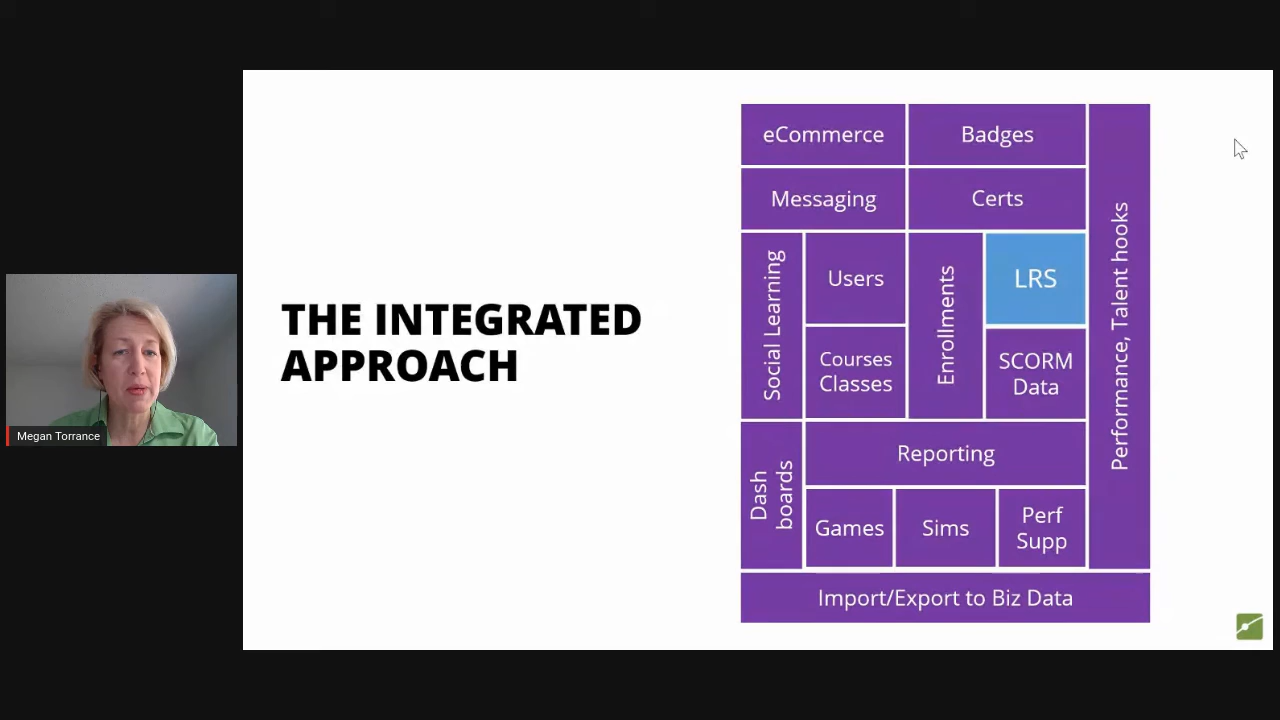 THE INTEGRATED
APPROACH
eCommerce
Badges
Messaging
Certs
Social Learning
Users
Courses
Classes
Enrollments
LRS
SCORM
Data
Performance, Talent hooks
Dash
boards
Reporting
Games
Sims
Perf
Supp
Import/Export to Biz Data
Megan Torrance